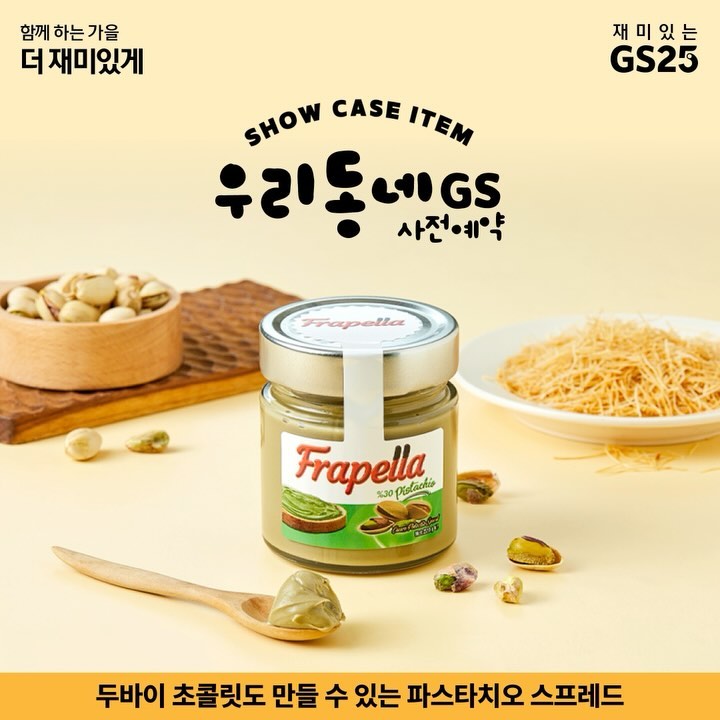 함께 하는 가을
더 재미있게
재미있는
GS25
SHOW CASE ITEM
우리동네GS
사전예약
Frapella
Frapella
%30 Pistachio
두바이 초콜릿도 만들 수 있는 파스타치오 스프레드